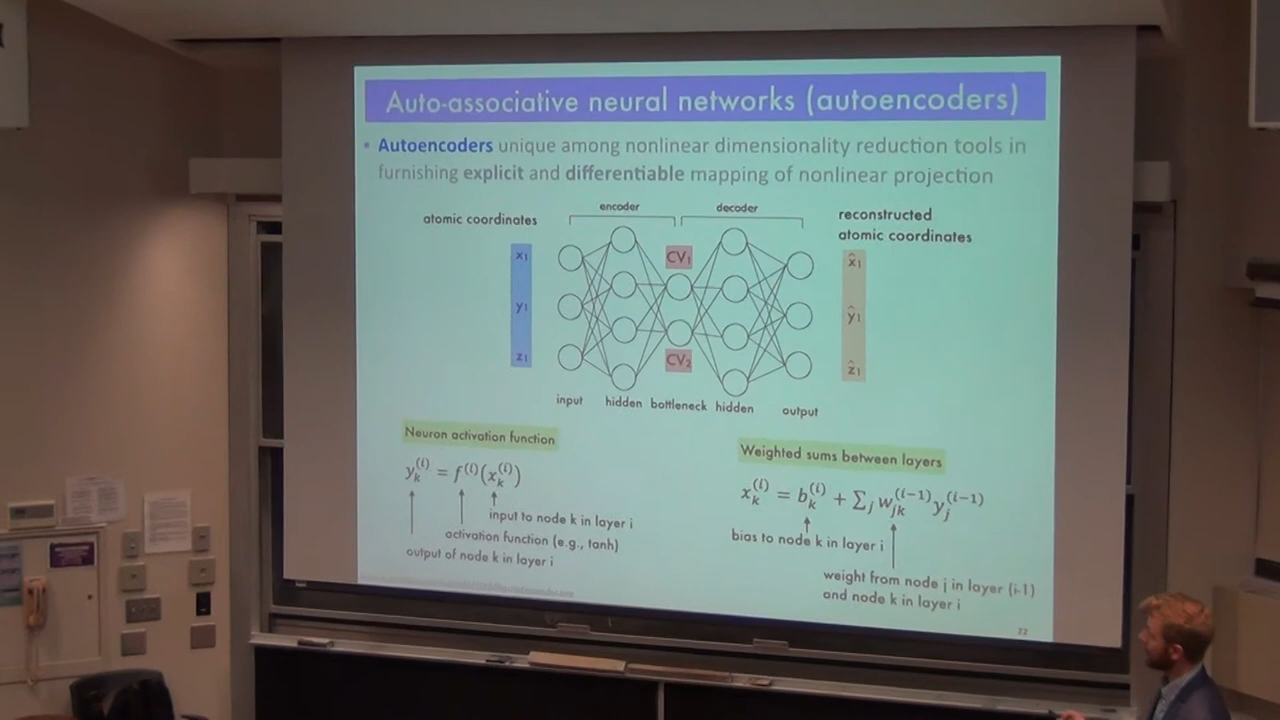 Auto-associative neural networks (autoencoders)
• Autoencoders unique among nonlinear dimensionality reduction tools in
furnishing explicit and differentiable mapping of nonlinear projection
encoder
decoder
atomic coordinates
reconstructed
atomic coordinates
x₁
CV₁
x̂₁
y₁
ŷ₁
z₁
CV₂
ẑ₁
input
hidden
bottleneck
hidden
output
Neuron activation function
y_k^(i) = f^(i)(x_k^(i))
input to node k in layer i
activation function (e.g., tanh)
output of node k in layer i
Weighted sums between layers
x_k^(i) = b_k^(i) + Σ_j w_jk^(i-1) y_j^(i-1)
bias to node k in layer i
weight from node j in layer (i-1)
and node k in layer i